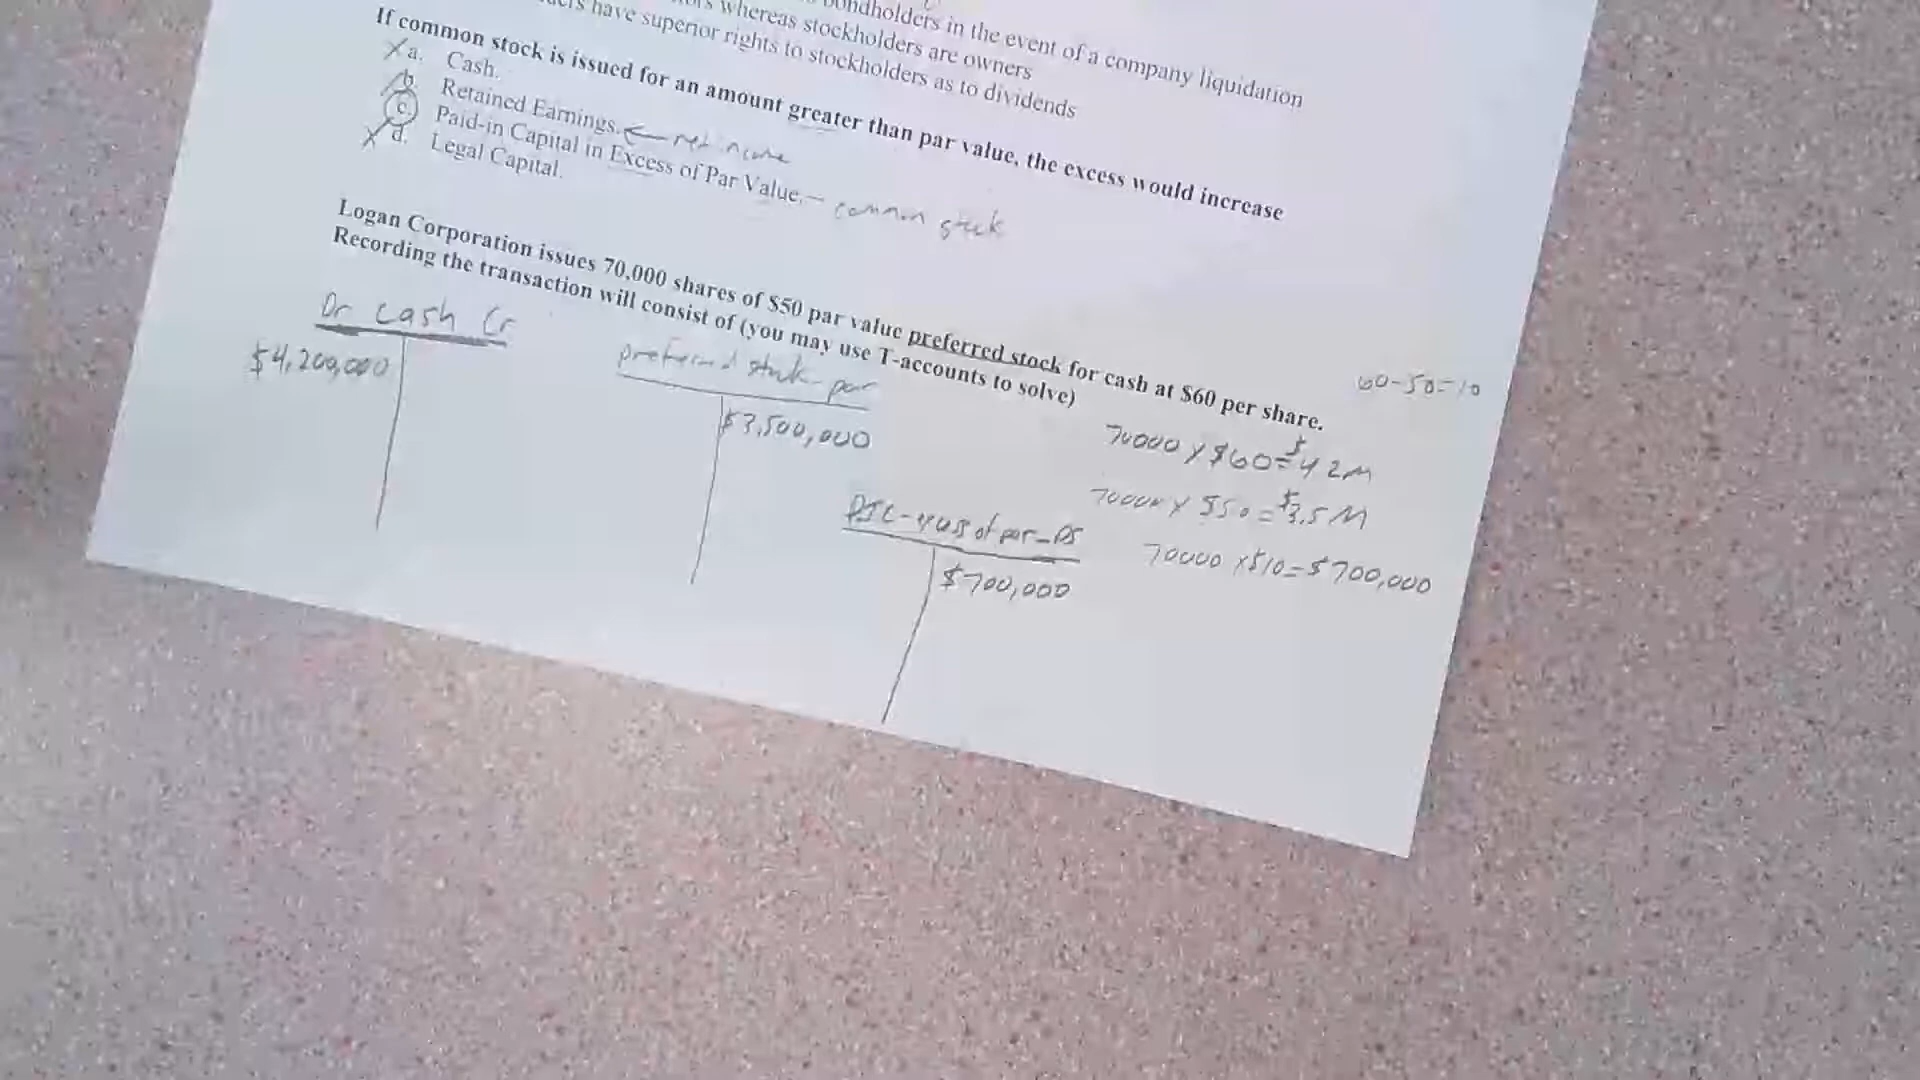 bondholders in the event of a company liquidation
whereas stockholders are owners
have superior rights to stockholders as to dividends
If common stock is issued for an amount greater than par value, the excess would increase
a. Cash.
b. Retained Earnings. ← net income
c. Paid-in Capital in Excess of Par Value. – common stock
d. Legal Capital.
Logan Corporation issues 70,000 shares of $50 par value preferred stock for cash at $60 per share.
Recording the transaction will consist of (you may use T-accounts to solve)
60-50=10
Dr cash Cr
$4,200,000
preferred stock - par
$3,500,000
70000 x $60=$4.2M
70000 x $50=$3.5M
70000 x $10=$700,000
of par - PS
$700,000